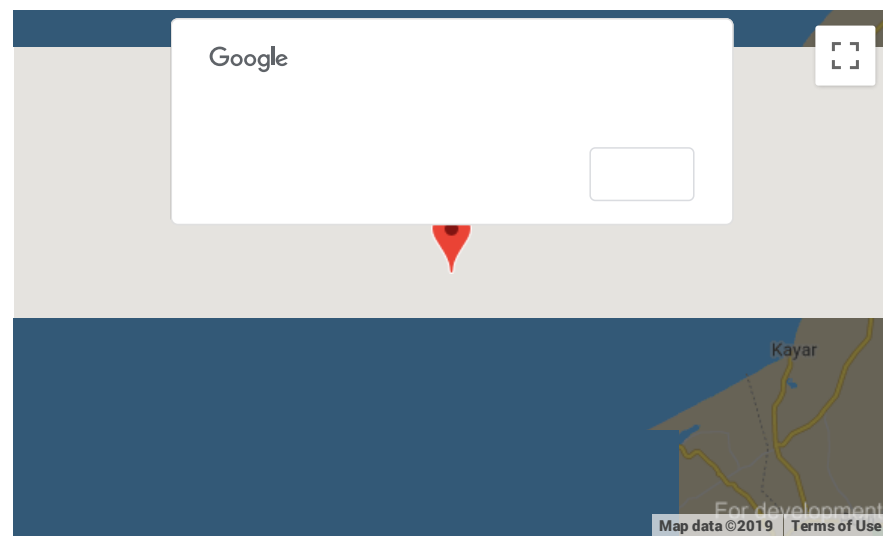 Google
Kayar
For development
Map data ©2019
Terms of Use